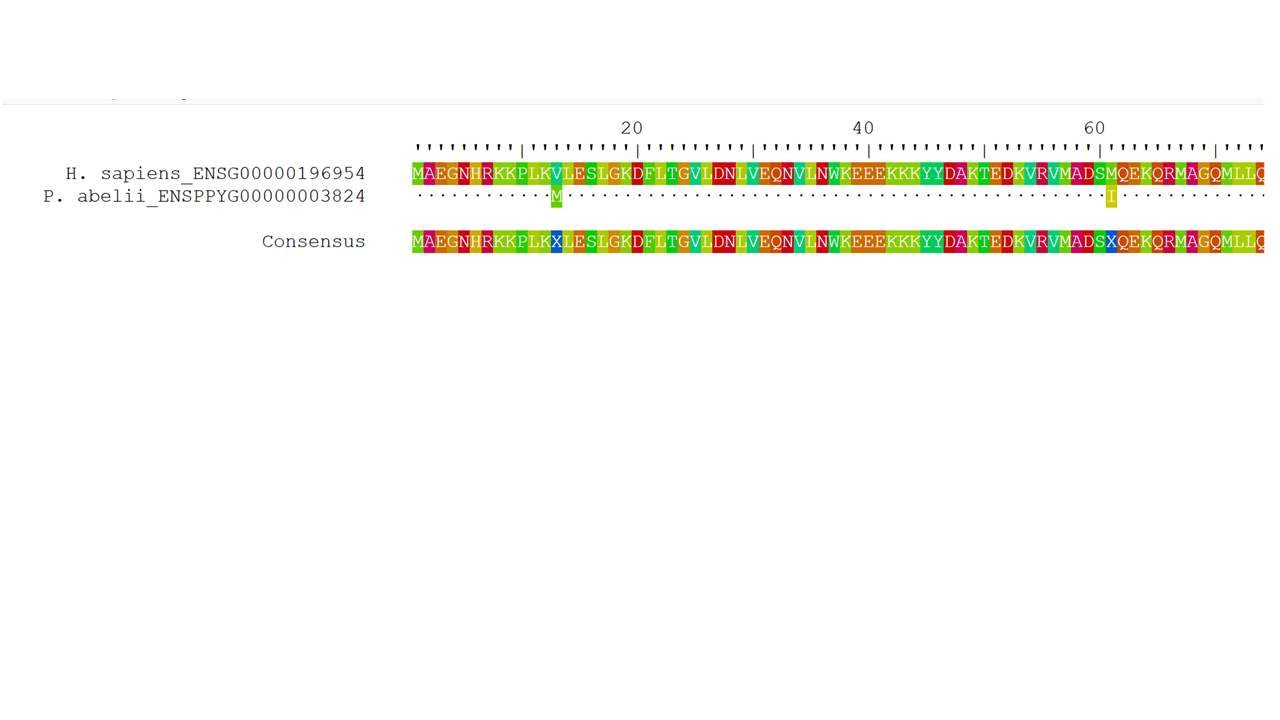 20 40 60
H. sapiens_ENSG00000196954 MAEGNHRKKPLKVLESLGKDFLTGVLDNLVEQNVLNWKEEEKKKYYDAKTEDKVRVMADSMQEKQRMAGQMLLQ
P. abelii_ENSPPYG00000003824 ............M...............................................I.............
Consensus MAEGNHRKKPLKXLESLGKDFLTGVLDNLVEQNVLNWKEEEKKKYYDAKTEDKVRVMADSXQEKQRMAGQMLLQ